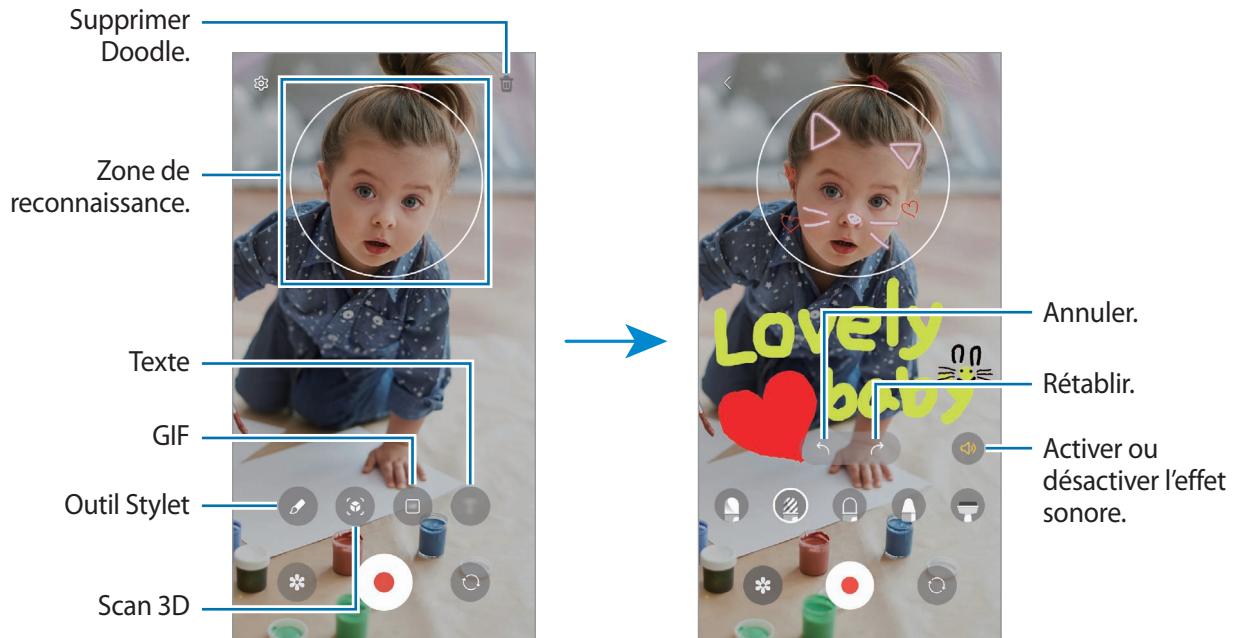 Supprimer
Doodle.
Zone de
reconnaissance.
Texte
GIF
Outil Stylet
Scan 3D
Lovely
baby
Annuler.
Rétablir.
Activer ou
désactiver l’effet
sonore.